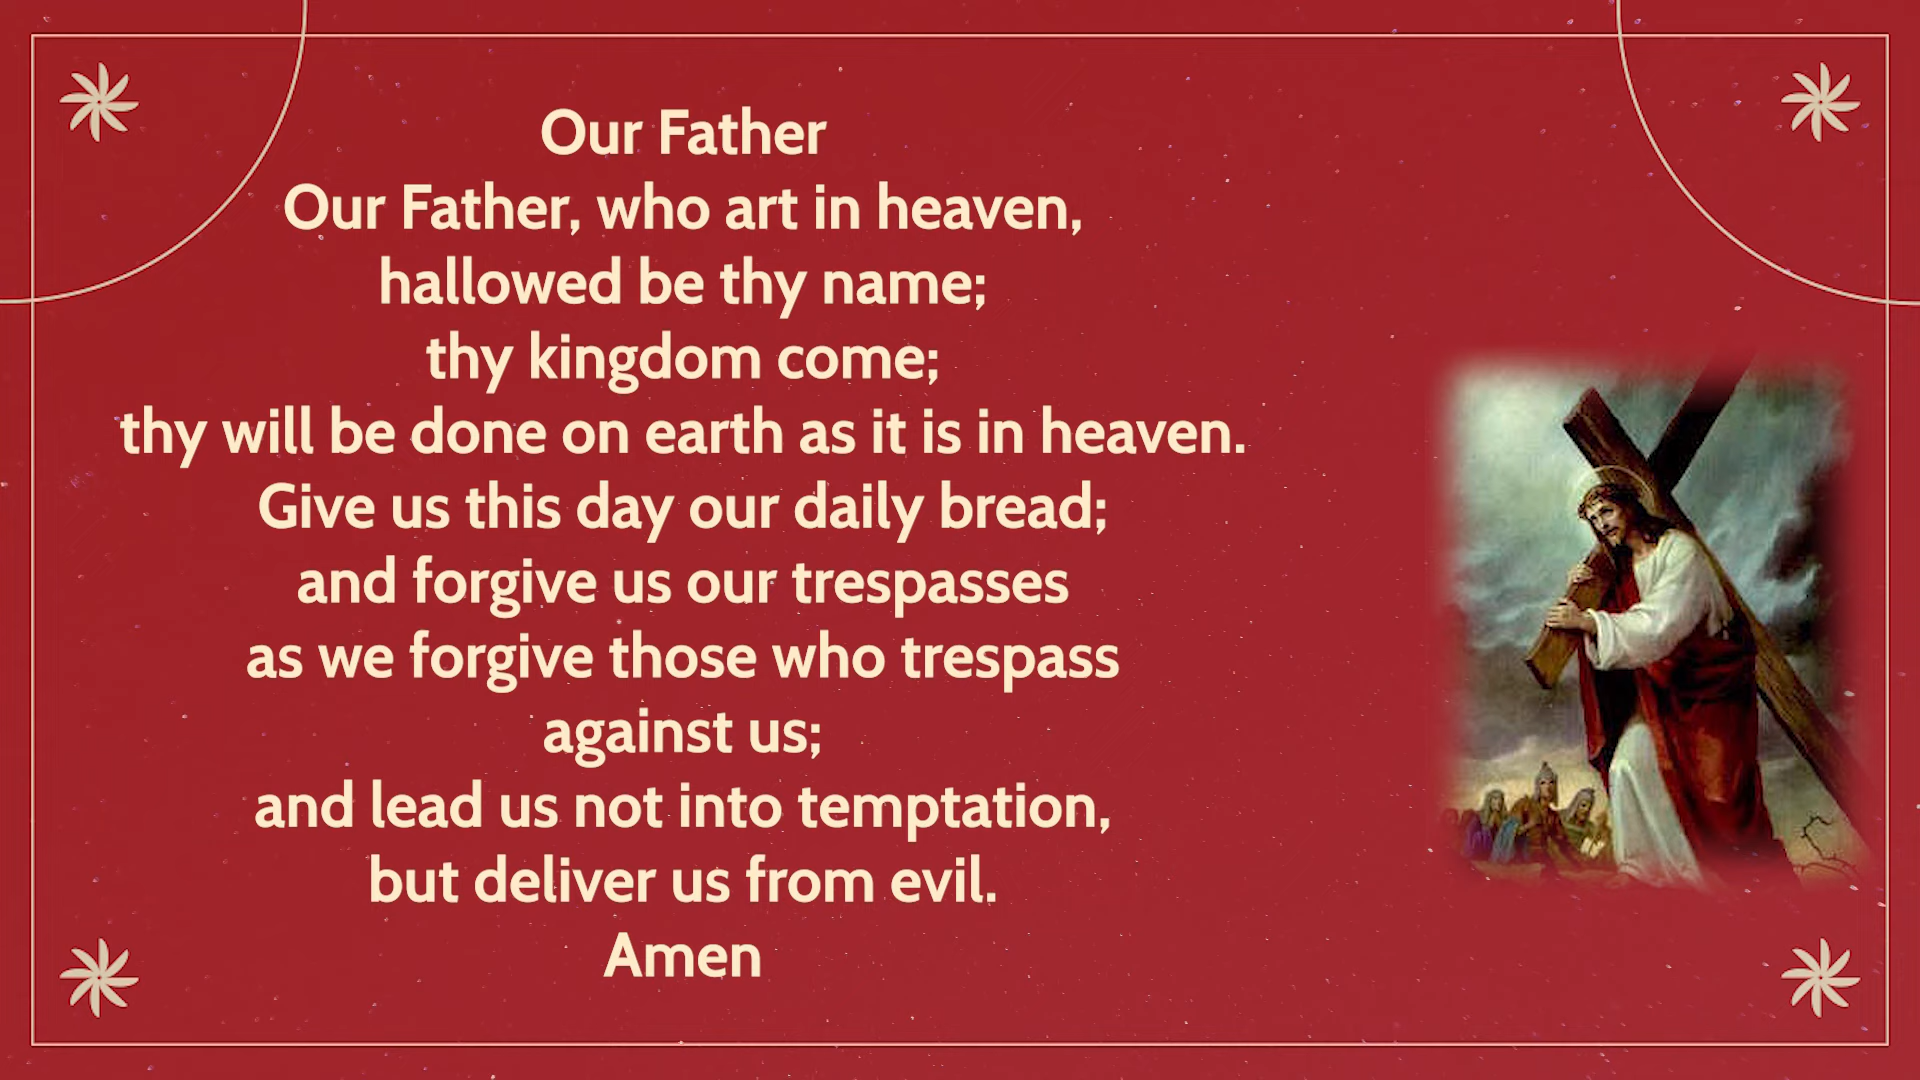 Our Father
Our Father, who art in heaven,
hallowed be thy name;
thy kingdom come;
thy will be done on earth as it is in heaven.
Give us this day our daily bread;
and forgive us our trespasses
as we forgive those who trespass
against us;
and lead us not into temptation,
but deliver us from evil.
Amen